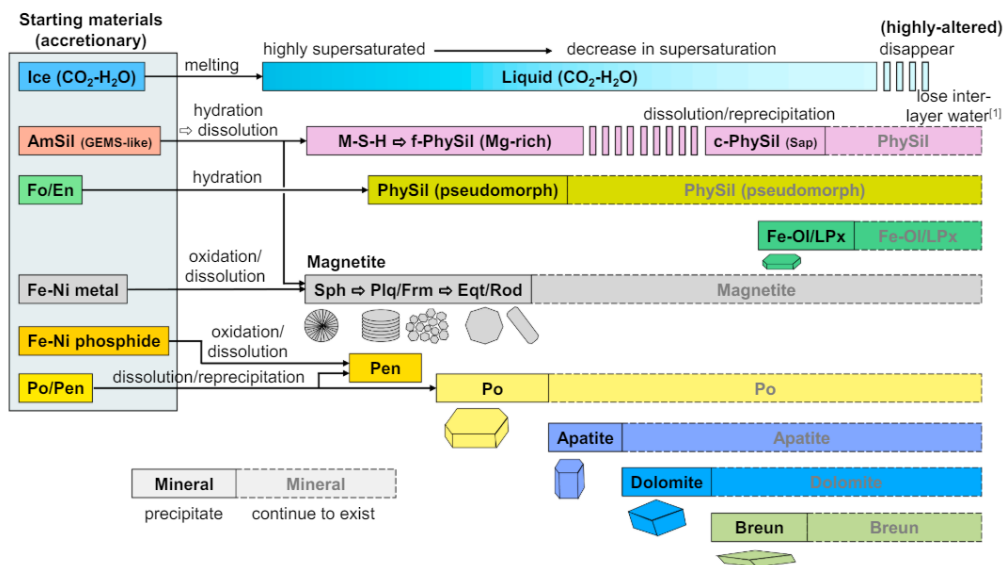 Starting materials
(accretionary)
(highly-altered)
highly supersaturated
decrease in supersaturation
disappear
Ice (CO₂-H₂O)
melting
Liquid (CO₂-H₂O)
hydration
⇨ dissolution
dissolution/reprecipitation
lose inter-
layer water[1]
AmSil (GEMS-like)
M-S-H ⇨ f-PhySil (Mg-rich)
c-PhySil (Sap)
PhySil
Fo/En
hydration
PhySil (pseudomorph)
PhySil (pseudomorph)
Fe-Ol/LPx
Fe-Ol/LPx
oxidation/
dissolution
Magnetite
Fe-Ni metal
Sph ⇨ Plq/Frm ⇨ Eqt/Rod
Magnetite
Fe-Ni phosphide
oxidation/
dissolution
Pen
Po/Pen
dissolution/reprecipitation
Po
Po
Apatite
Apatite
Dolomite
Dolomite
Mineral
Mineral
precipitate
continue to exist
Breun
Breun